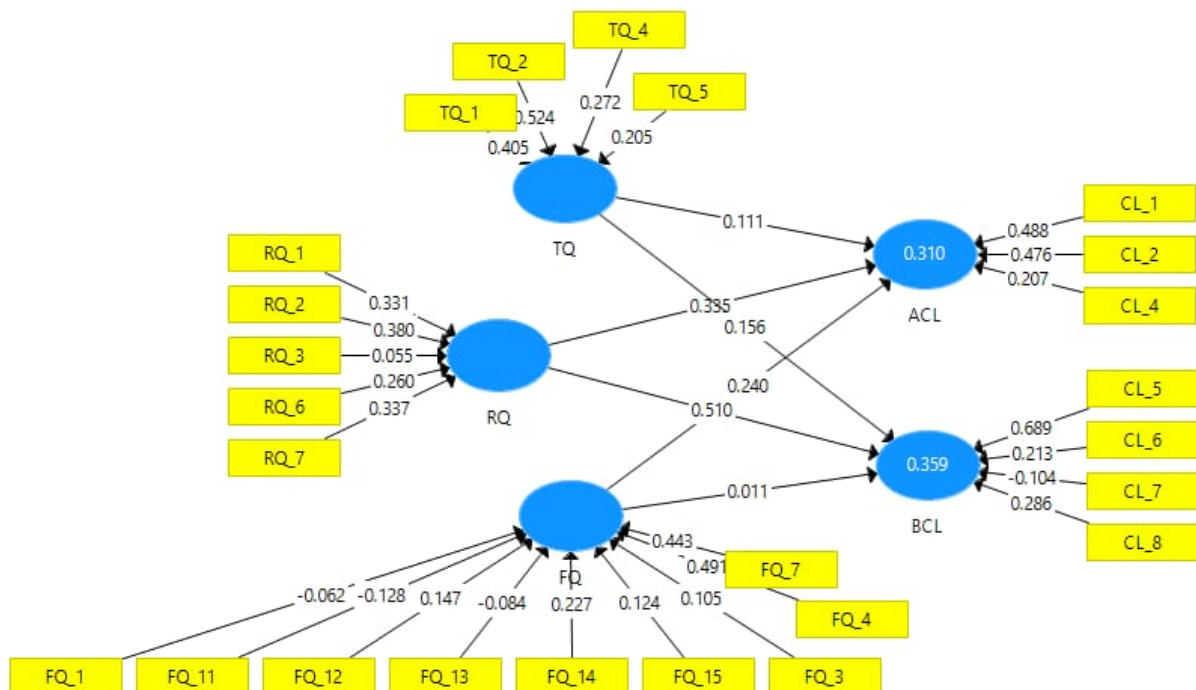 TQ_4
TQ_2
TQ_5
TQ_1
0.524
0.272
0.205
0.405
TQ
0.111
CL_1
0.488
CL_2
0.476
0.310
CL_4
0.207
ACL
RQ_1
0.331
RQ_2
0.380
RQ_3
0.055
RQ_6
0.260
RQ_7
0.337
RQ
0.335
0.156
0.240
0.510
CL_5
0.689
CL_6
0.213
0.359
CL_7
-0.104
CL_8
0.286
BCL
0.011
FQ
0.443
0.491
FQ_7
FQ_4
-0.062
-0.128
0.147
-0.084
0.227
0.124
0.105
FQ_1
FQ_11
FQ_12
FQ_13
FQ_14
FQ_15
FQ_3